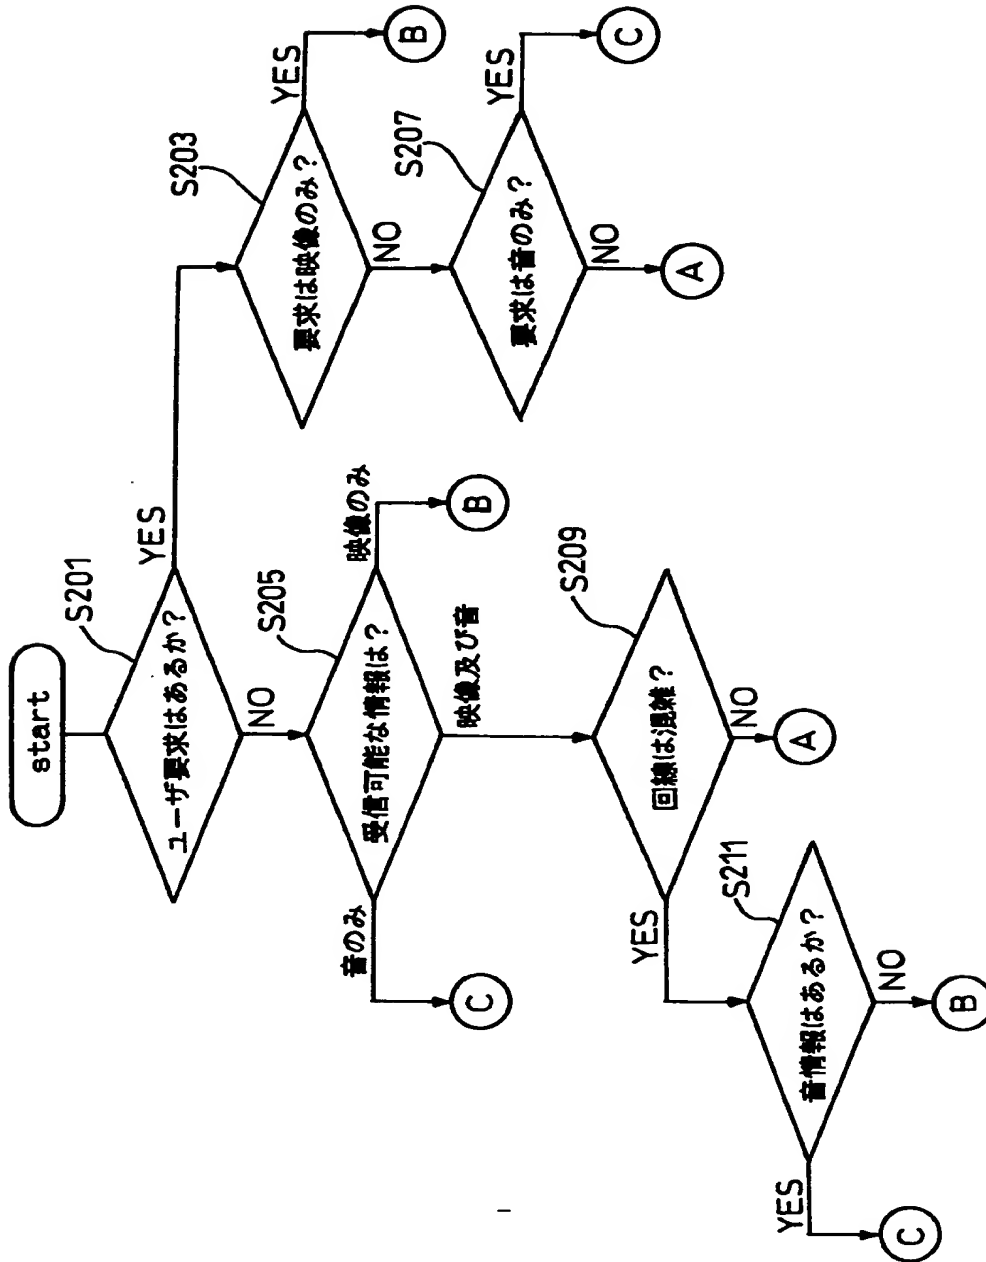 start
S201
ユーザ要求はあるか？
YES
NO
S203
要求は映像のみ？
YES
B
NO
S207
要求は音のみ？
YES
C
NO
A
S205
受信可能な情報は？
映像のみ
B
音のみ
C
映像及び音
S209
回線は混雑？
NO
A
YES
S211
音情報はあるか？
NO
B
YES
C